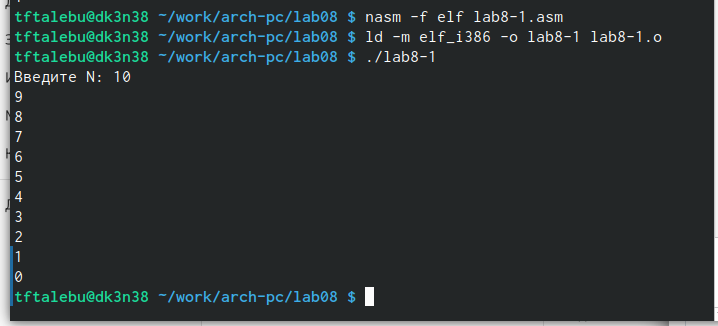 tftalebu@dk3n38 ~/work/arch-pc/lab08 $ nasm -f elf lab8-1.asm
tftalebu@dk3n38 ~/work/arch-pc/lab08 $ ld -m elf_i386 -o lab8-1 lab8-1.o
tftalebu@dk3n38 ~/work/arch-pc/lab08 $ ./lab8-1
Введите N: 10
9
8
7
6
5
4
3
2
1
0
tftalebu@dk3n38 ~/work/arch-pc/lab08 $